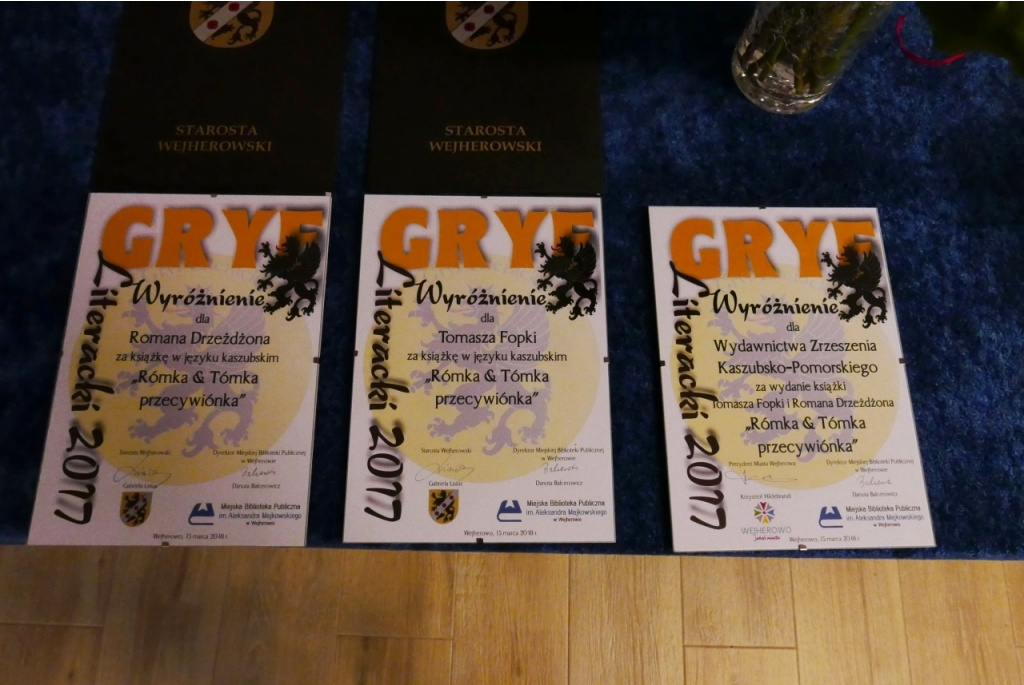 STAROSTA
WEJHEROWSKI
GRYF
Literacki 2017
Wyróżnienie
dla
Romana Drzeżdżona
za książkę w języku kaszubskim
„Rómka & Tómka
przecywiónka”
Starosta Wejherowski
Dyrektor Miejskiej Biblioteki Publicznej
w Wejherowie
Gabriela Lisius
Danuta Balcerowicz
Miejska Biblioteka Publiczna
im. Aleksandra Majkowskiego
w Wejherowie
Wejherowo, 15 marca 2018 r.
STAROSTA
WEJHEROWSKI
GRYF
Literacki 2017
Wyróżnienie
dla
Tomasza Fopki
za książkę w języku kaszubskim
„Rómka & Tómka
przecywiónka”
Starosta Wejherowski
Dyrektor Miejskiej Biblioteki Publicznej
w Wejherowie
Gabriela Lisius
Danuta Balcerowicz
Miejska Biblioteka Publiczna
im. Aleksandra Majkowskiego
w Wejherowie
Wejherowo, 15 marca 2018 r.
GRYF
Literacki 2017
Wyróżnienie
dla
Wydawnictwa Zrzeszenia
Kaszubsko-Pomorskiego
za wydanie książki
Tomasza Fopki i Romana Drzeżdżona
„Rómka & Tómka
przecywiónka”
Prezydent Miasta Wejherowa
Dyrektor Miejskiej Biblioteki Publicznej
w Wejherowie
Krzysztof Hildebrandt
Danuta Balcerowicz
WEJHEROWO
Miejska Biblioteka Publiczna
im. Aleksandra Majkowskiego
w Wejherowie
Wejherowo, 15 marca 2018 r.